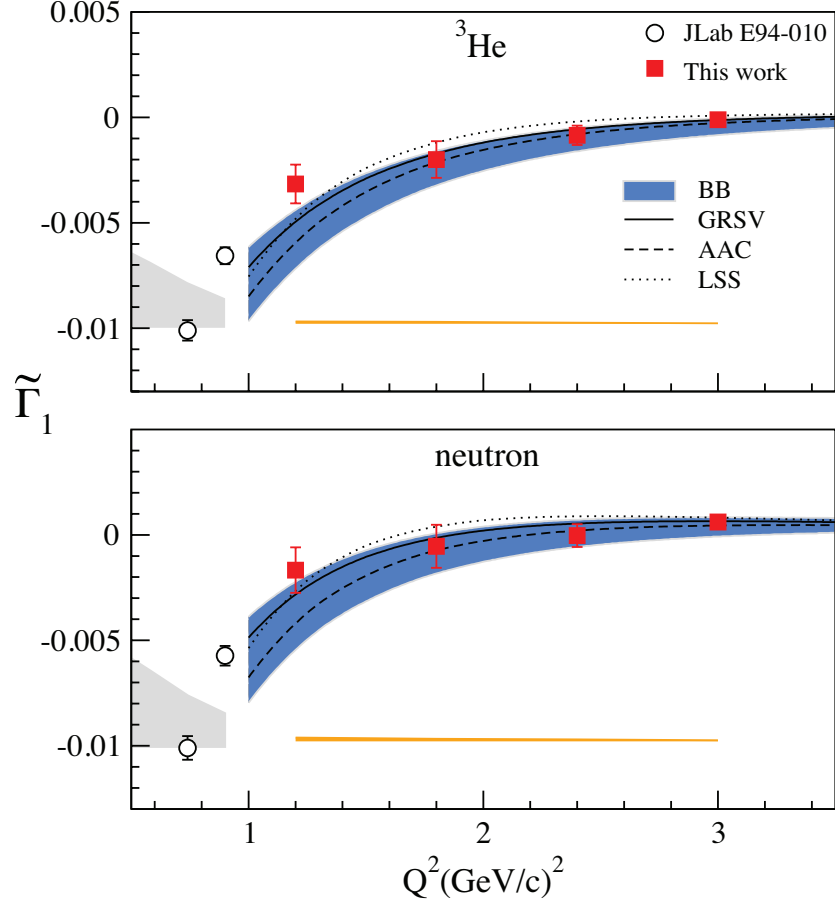 ³He
JLab E94-010
This work
0.005
0
-0.005
-0.01
BB
GRSV
AAC
LSS
Γ̃₁
neutron
0
-0.005
-0.01
1
2
3
Q²(GeV/c)²